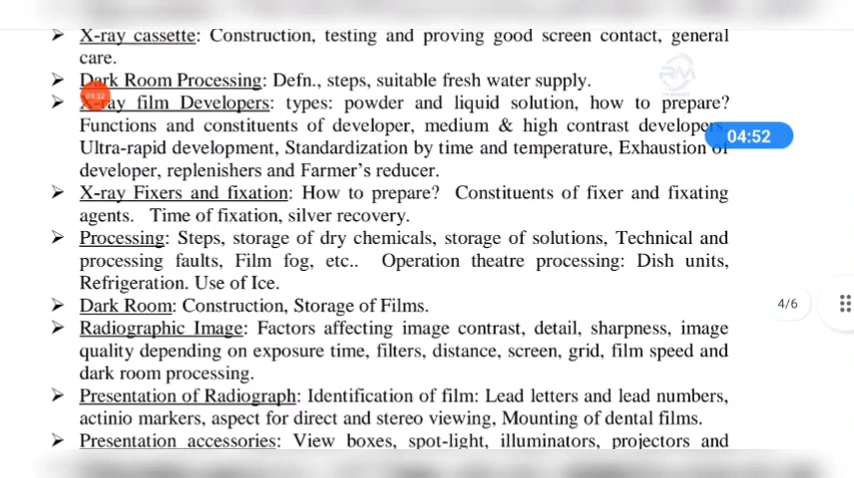 ➤ X-ray cassette: Construction, testing and proving good screen contact, general
care.
➤ Dark Room Processing: Defn., steps, suitable fresh water supply.
➤ X-ray film Developers: types: powder and liquid solution, how to prepare?
Functions and constituents of developer, medium & high contrast developers.
Ultra-rapid development, Standardization by time and temperature, Exhaustion of
developer, replenishers and Farmer's reducer.
➤ X-ray Fixers and fixation: How to prepare? Constituents of fixer and fixating
agents. Time of fixation, silver recovery.
➤ Processing: Steps, storage of dry chemicals, storage of solutions, Technical and
processing faults, Film fog, etc.. Operation theatre processing: Dish units,
Refrigeration. Use of Ice.
➤ Dark Room: Construction, Storage of Films.
➤ Radiographic Image: Factors affecting image contrast, detail, sharpness, image
quality depending on exposure time, filters, distance, screen, grid, film speed and
dark room processing.
➤ Presentation of Radiograph: Identification of film: Lead letters and lead numbers,
actinio markers, aspect for direct and stereo viewing, Mounting of dental films.
➤ Presentation accessories: View boxes, spot-light, illuminators, projectors and
RM
04:52
04:52
4/6